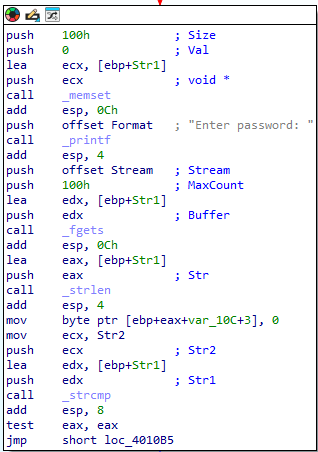 push 100h ; Size
push 0 ; Val
lea ecx, [ebp+Str1]
push ecx ; void *
call _memset
add esp, 0Ch
push offset Format ; "Enter password: "
call _printf
add esp, 4
push offset Stream ; Stream
push 100h ; MaxCount
lea edx, [ebp+Str1]
push edx ; Buffer
call _fgets
add esp, 0Ch
lea eax, [ebp+Str1]
push eax ; Str
call _strlen
add esp, 4
mov byte ptr [ebp+eax+var_10C+3], 0
mov ecx, Str2
push ecx ; Str2
lea edx, [ebp+Str1]
push edx ; Str1
call _strcmp
add esp, 8
test eax, eax
jmp short loc_4010B5